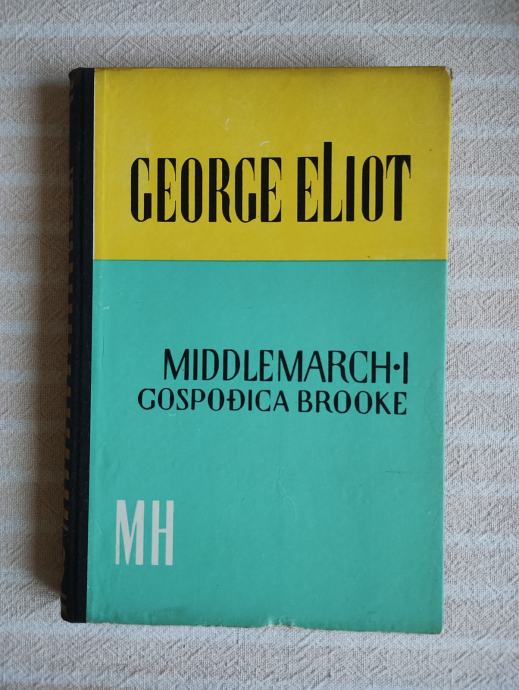 GEORGE ELIOT
MIDDLEMARCH·I
GOSPOĐICA BROOKE
MH